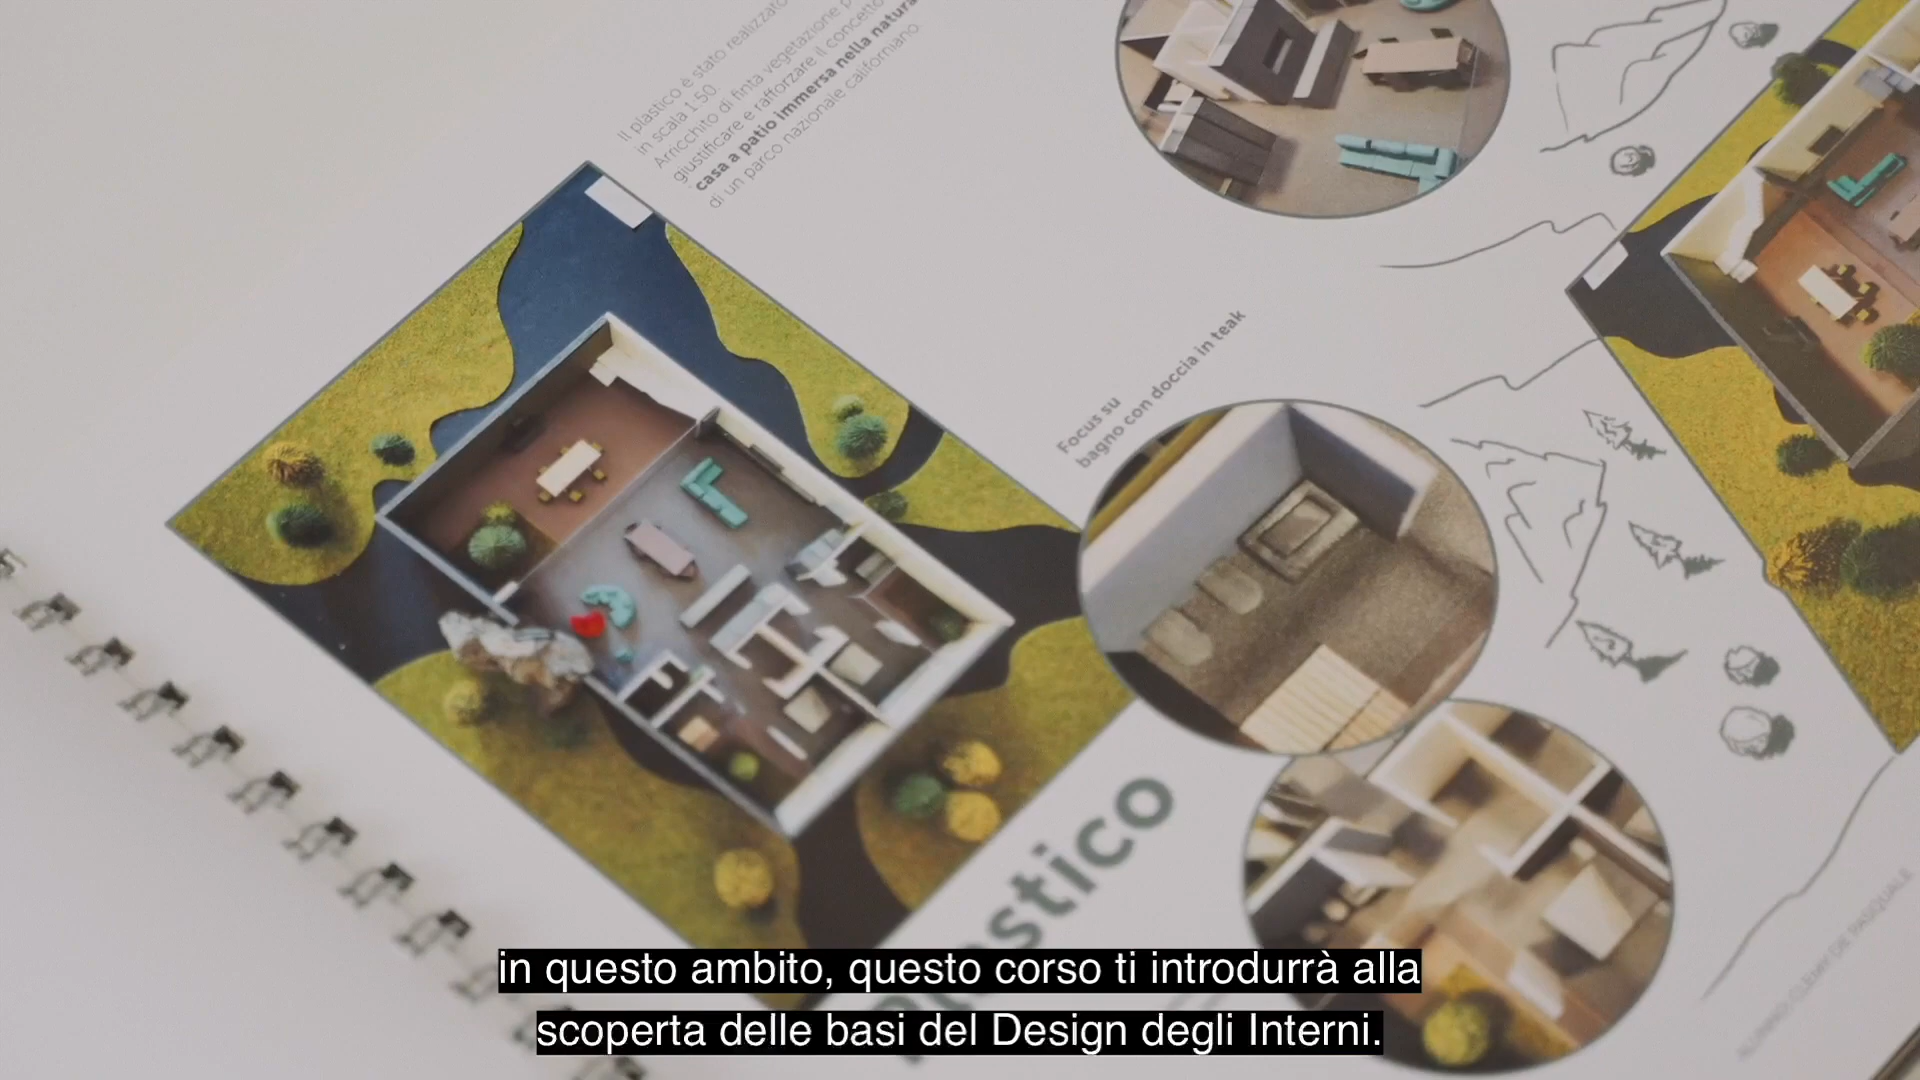 Il plastico è stato realizzato
in scala 1:50.
Arricchito di finta vegetazione
giustificare e rafforzare il concetto
casa a patio immersa nella natura
di un parco nazionale californiano
Focus su
bagno con doccia in teak
Plastico
in questo ambito, questo corso ti introdurrà alla
scoperta delle basi del Design degli Interni.